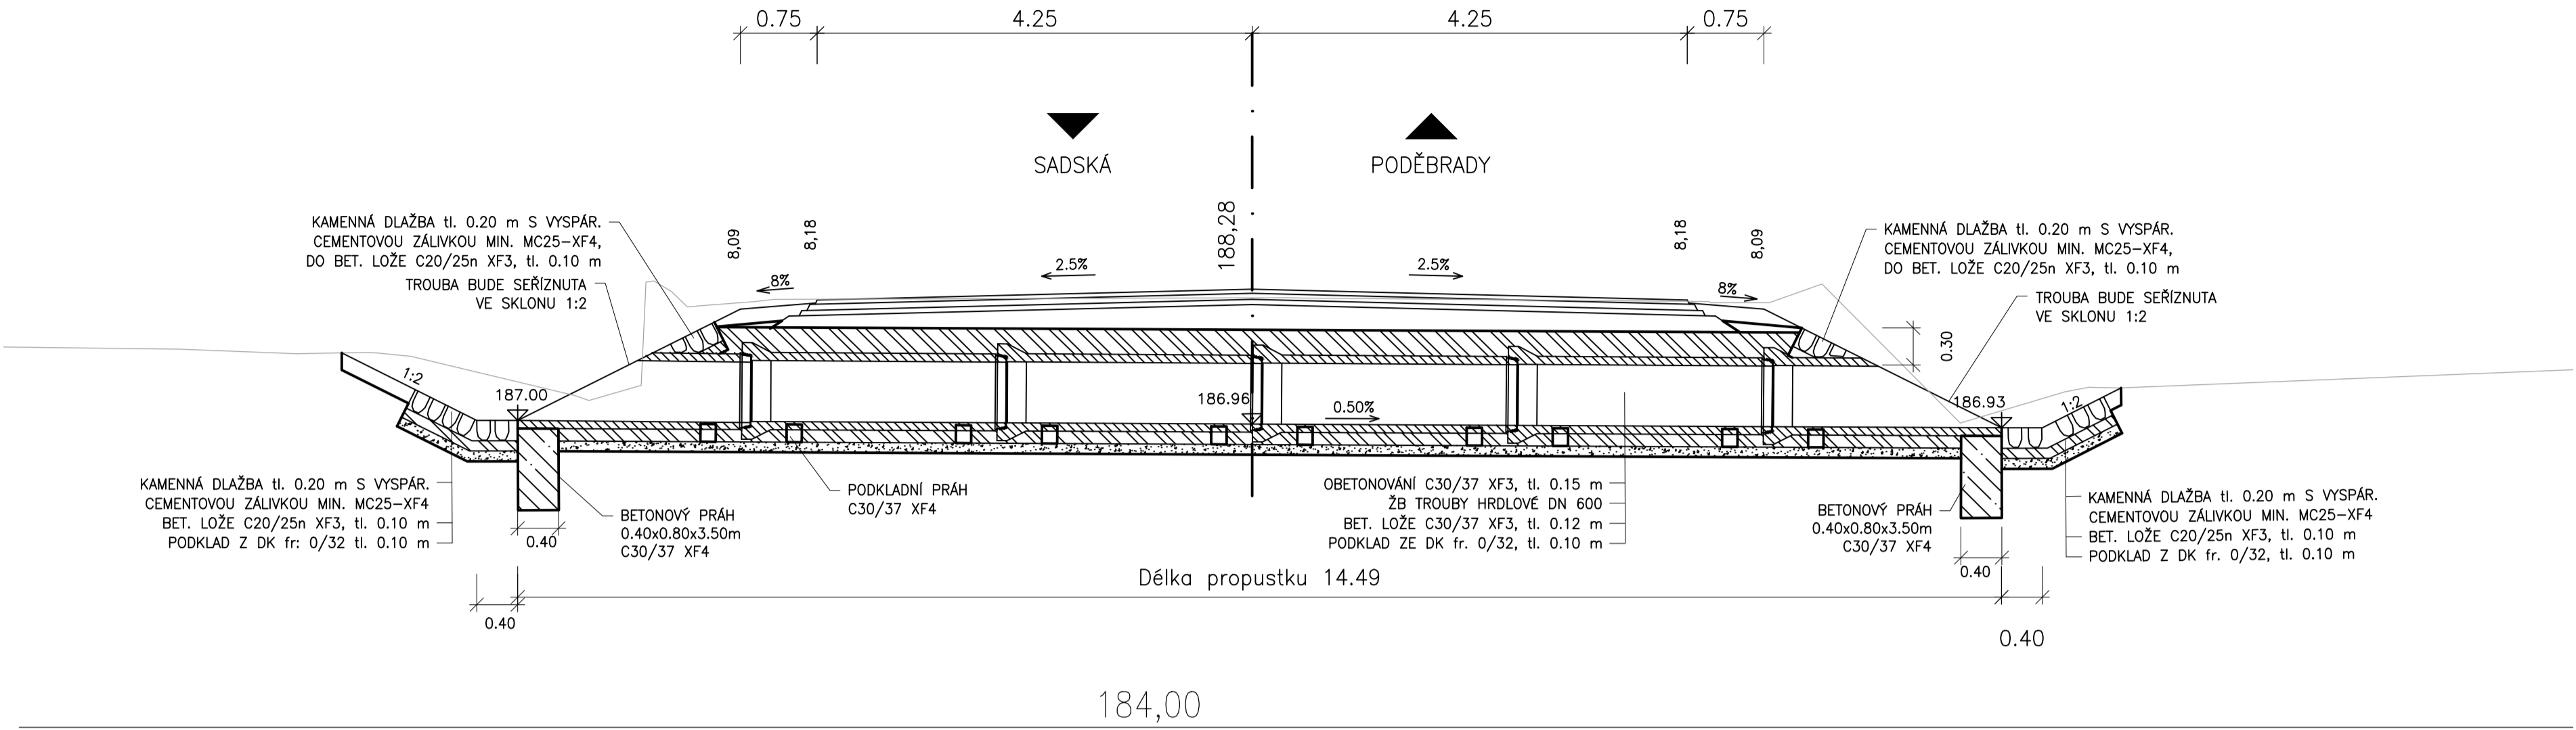 0.75
4.25
4.25
0.75
SADSKÁ
PODĚBRADY
8,09
8,18
188,28
8,18
8,09
KAMENNÁ DLAŽBA tl. 0.20 m S VYSPÁR.
CEMENTOVOU ZÁLIVKOU MIN. MC25-XF4,
DO BET. LOŽE C20/25n XF3, tl. 0.10 m
TROUBA BUDE SEŘÍZNUTA
VE SKLONU 1:2
KAMENNÁ DLAŽBA tl. 0.20 m S VYSPÁR.
CEMENTOVOU ZÁLIVKOU MIN. MC25-XF4,
DO BET. LOŽE C20/25n XF3, tl. 0.10 m
TROUBA BUDE SEŘÍZNUTA
VE SKLONU 1:2
8%
2.5%
2.5%
8%
0.30
1:2
187.00
186.96
0.50%
186.93
1:2
KAMENNÁ DLAŽBA tl. 0.20 m S VYSPÁR.
CEMENTOVOU ZÁLIVKOU MIN. MC25-XF4
BET. LOŽE C20/25n XF3, tl. 0.10 m
PODKLAD Z DK fr: 0/32 tl. 0.10 m
0.40
BETONOVÝ PRÁH
0.40x0.80x3.50m
C30/37 XF4
PODKLADNÍ PRÁH
C30/37 XF4
OBETONOVÁNÍ C30/37 XF3, tl. 0.15 m
ŽB TROUBY HRDLOVÉ DN 600
BET. LOŽE C30/37 XF3, tl. 0.12 m
PODKLAD ZE DK fr. 0/32, tl. 0.10 m
BETONOVÝ PRÁH
0.40x0.80x3.50m
C30/37 XF4
0.40
KAMENNÁ DLAŽBA tl. 0.20 m S VYSPÁR.
CEMENTOVOU ZÁLIVKOU MIN. MC25-XF4
BET. LOŽE C20/25n XF3, tl. 0.10 m
PODKLAD Z DK fr. 0/32, tl. 0.10 m
Délka propustku 14.49
0.40
0.40
184,00